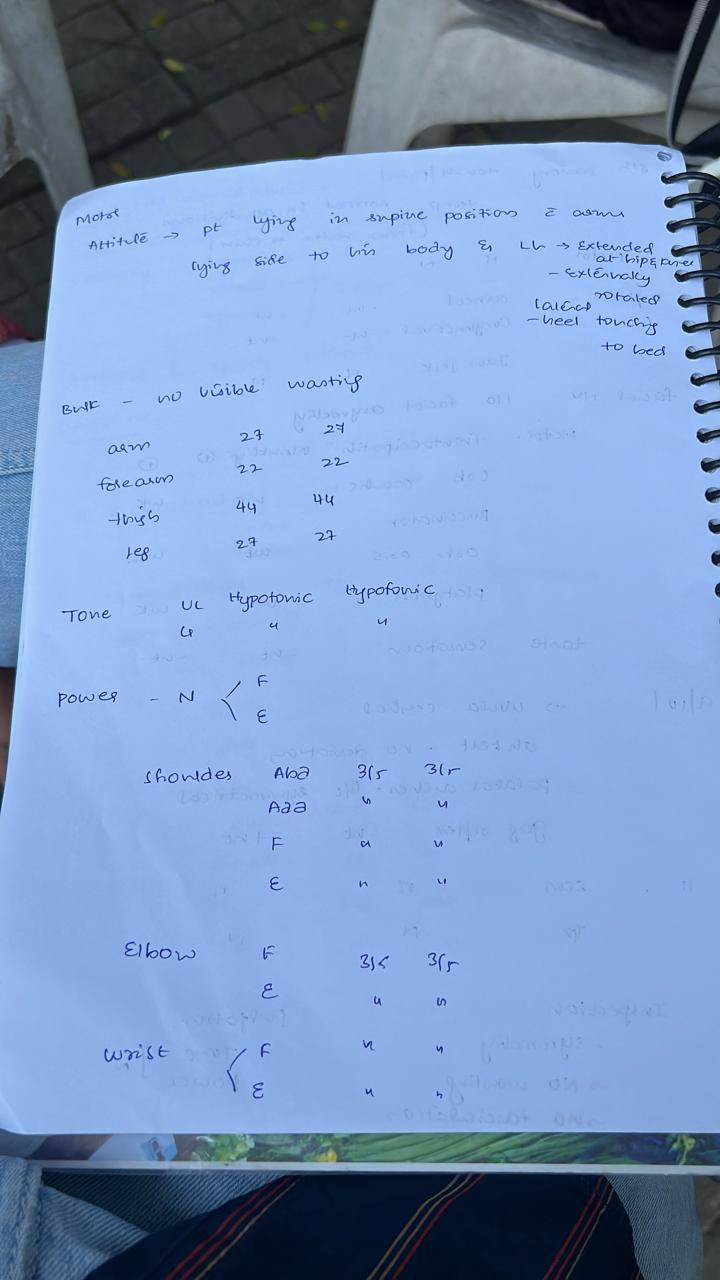 Motor
Attitude → pt lying in supine position c̄ arms
lying side to his body & LL → Extended
at hip & knee
- Externally
rotated
lateral
- heel touching
to bed
Bulk - no visible wasting
arm 27 27
forearm 22 22
thigh 44 44
leg 27 27
Tone UL Hypotonic Hypotonic
LL " "
Power - N < F
E
Shoulder Abd 3/5 3/5
Add " "
F " "
E " "
Elbow F 3/5 3/5
E " "
Wrist < F " "
E " "